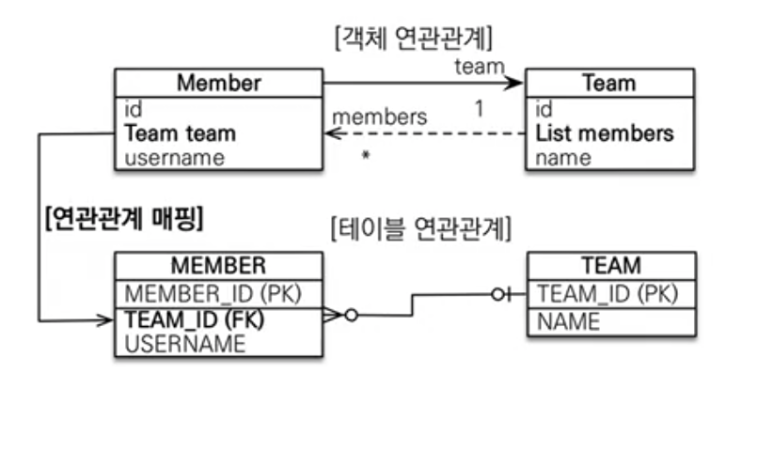 [객체 연관관계]
team
Member
Team
id
Team team
username
members
1
*
id
List members
name
[연관관계 매핑]
[테이블 연관관계]
MEMBER
MEMBER_ID (PK)
TEAM_ID (FK)
USERNAME
TEAM
TEAM_ID (PK)
NAME